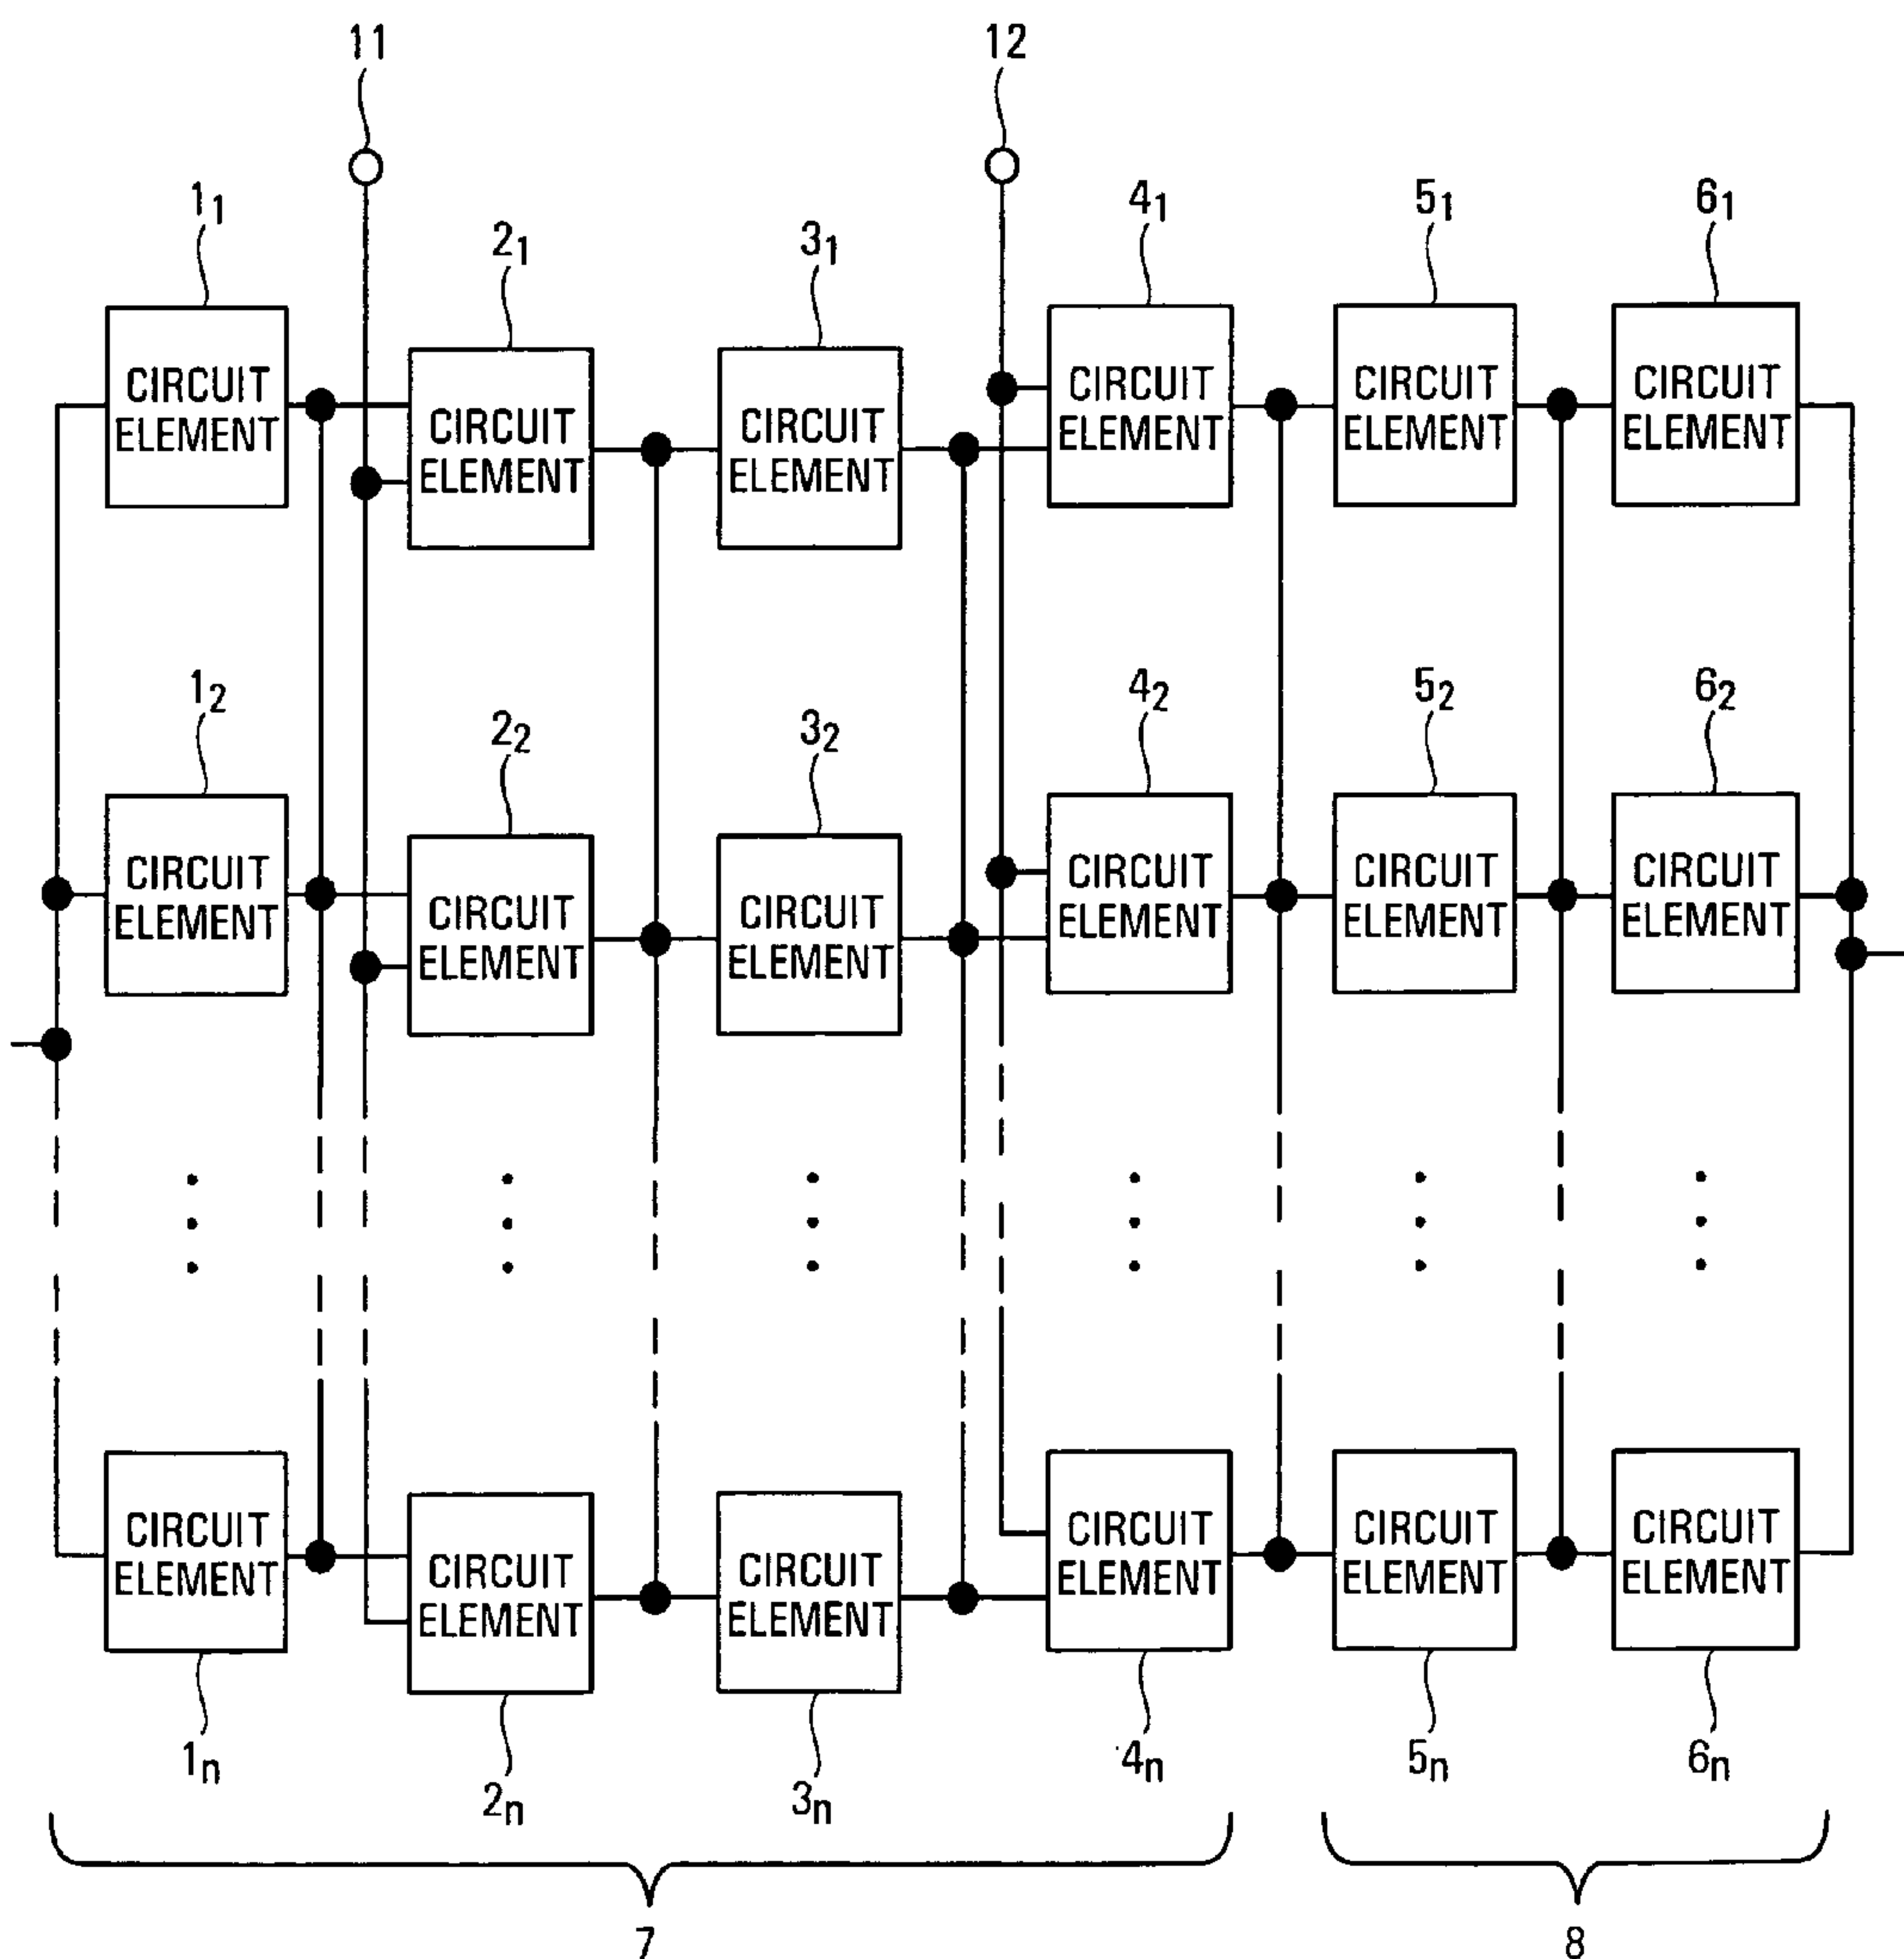 11
12
1₁
2₁
3₁
4₁
5₁
6₁
CIRCUIT ELEMENT
CIRCUIT ELEMENT
CIRCUIT ELEMENT
CIRCUIT ELEMENT
CIRCUIT ELEMENT
CIRCUIT ELEMENT
1₂
2₂
3₂
4₂
5₂
6₂
CIRCUIT ELEMENT
CIRCUIT ELEMENT
CIRCUIT ELEMENT
CIRCUIT ELEMENT
CIRCUIT ELEMENT
CIRCUIT ELEMENT
CIRCUIT ELEMENT
CIRCUIT ELEMENT
CIRCUIT ELEMENT
CIRCUIT ELEMENT
CIRCUIT ELEMENT
CIRCUIT ELEMENT
1ₙ
2ₙ
3ₙ
4ₙ
5ₙ
6ₙ
7
8